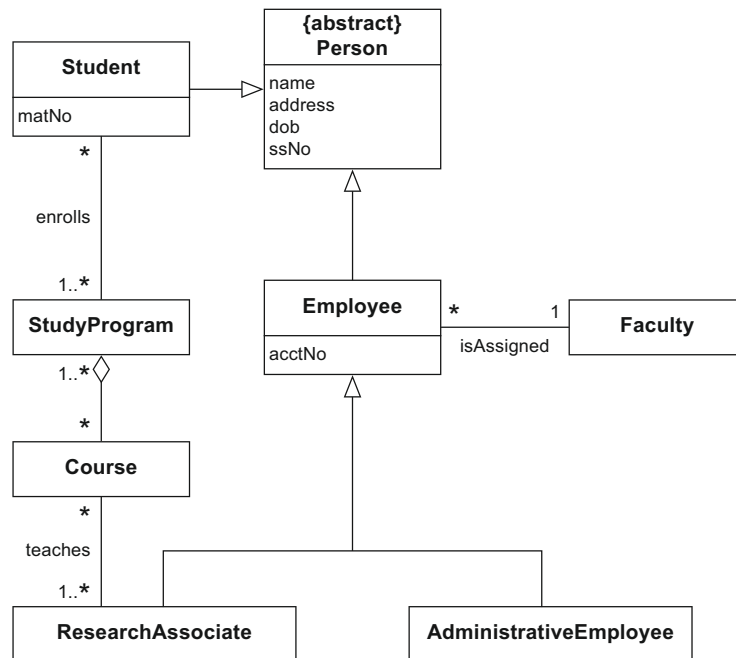 {abstract}
Person
name
address
dob
ssNo
Student
matNo
*
enrolls
1..*
StudyProgram
1..*
*
Course
*
teaches
1..*
ResearchAssociate
Employee
acctNo
*
1
isAssigned
Faculty
AdministrativeEmployee